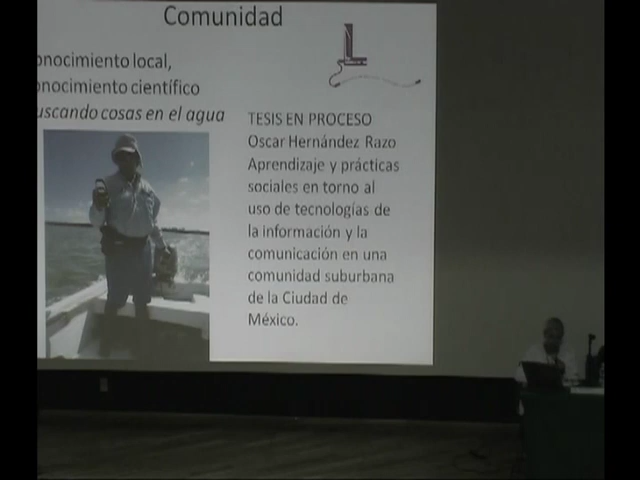 Comunidad
onocimiento local,
onocimiento científico
uscando cosas en el agua
L
TESIS EN PROCESO
Oscar Hernández Razo
Aprendizaje y prácticas
sociales en torno al
uso de tecnologías de
la información y la
comunicación en una
comunidad suburbana
de la Ciudad de
México.